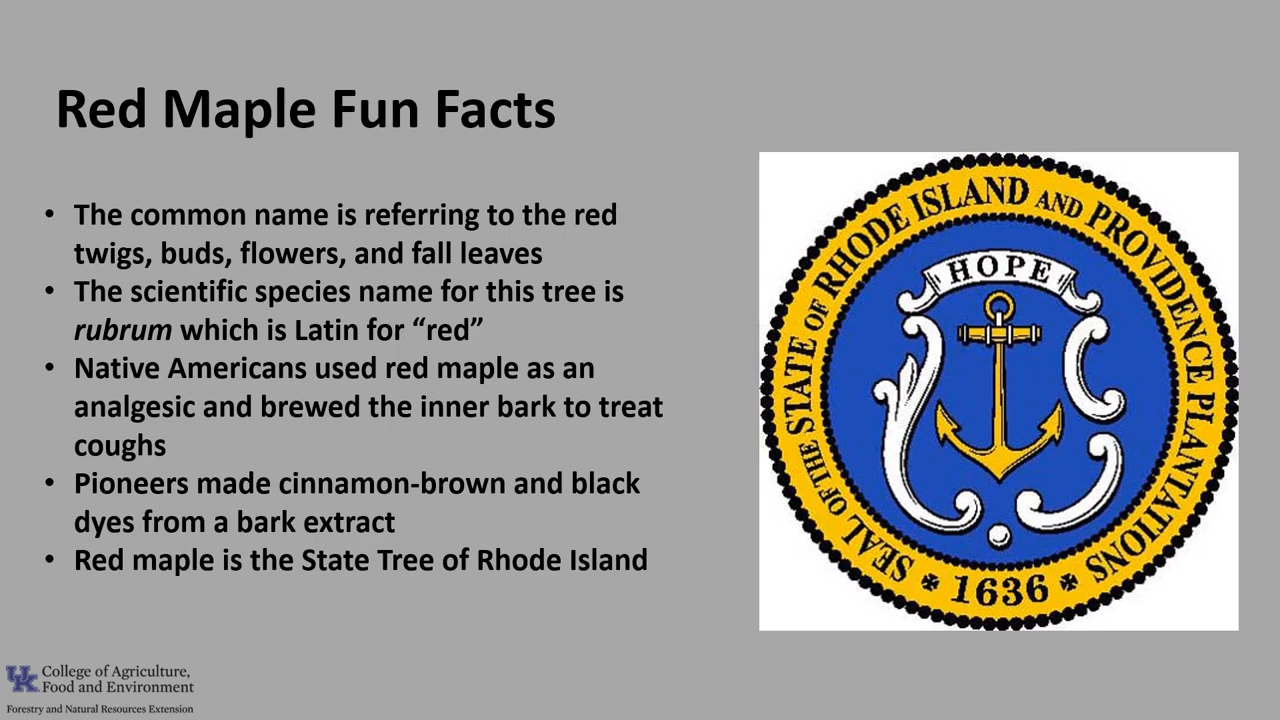 Red Maple Fun Facts
• The common name is referring to the red
twigs, buds, flowers, and fall leaves
• The scientific species name for this tree is
rubrum which is Latin for “red”
• Native Americans used red maple as an
analgesic and brewed the inner bark to treat
coughs
• Pioneers made cinnamon-brown and black
dyes from a bark extract
• Red maple is the State Tree of Rhode Island
SEAL OF THE STATE OF RHODE ISLAND AND PROVIDENCE PLANTATIONS
HOPE
1636
UK College of Agriculture,
Food and Environment
Forestry and Natural Resources Extension